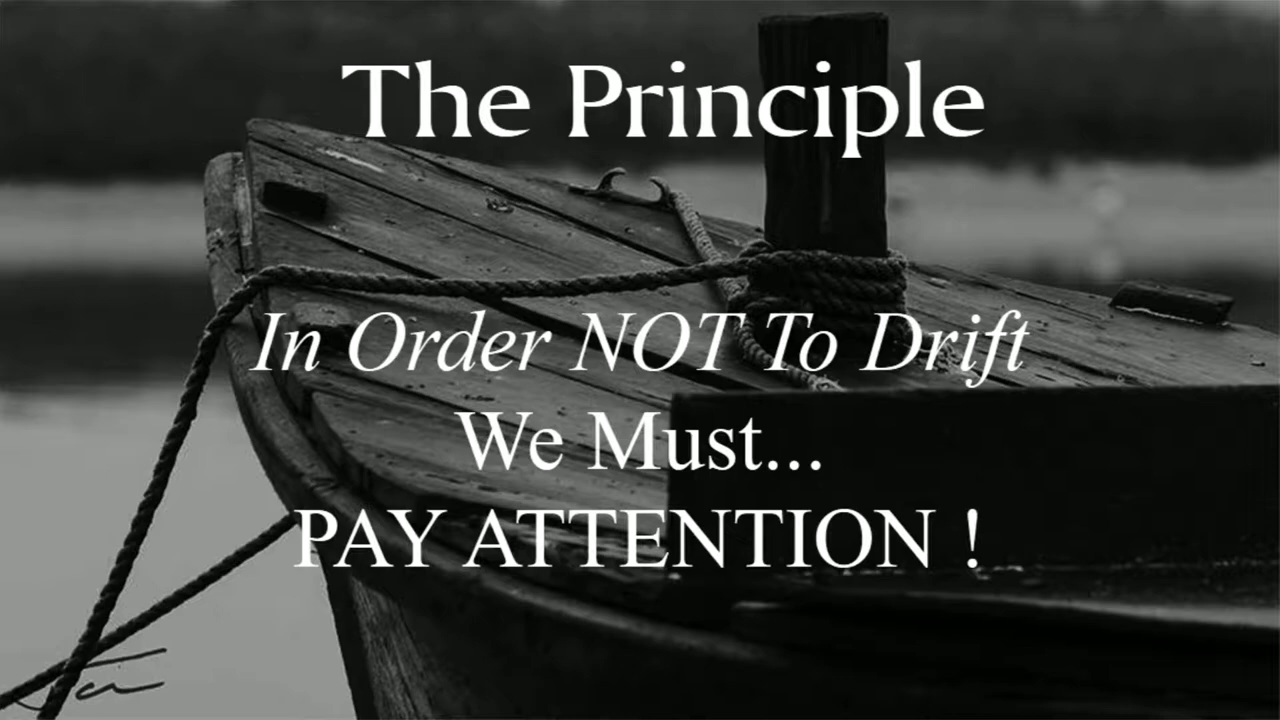 The Principle
In Order NOT To Drift
We Must...
PAY ATTENTION !